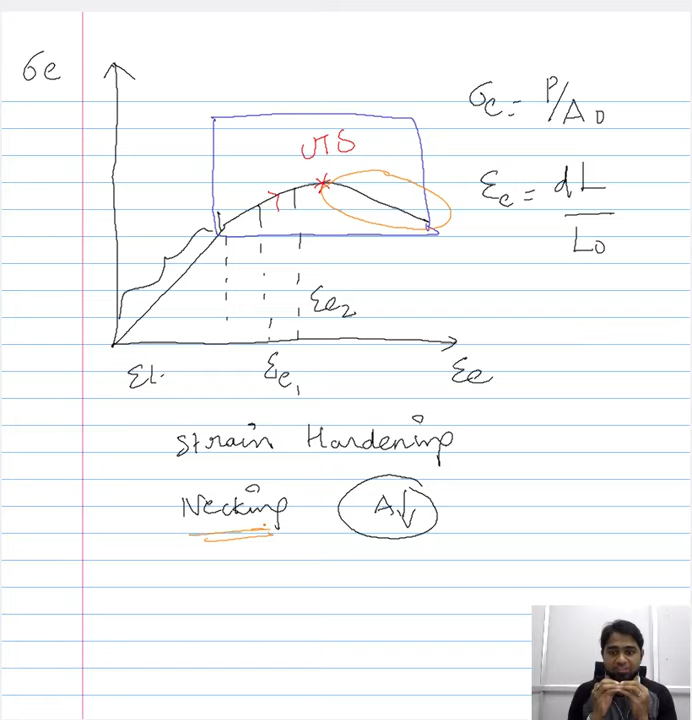 σe
σe = P/A0
UTS
εe = dL
L0
εe2
εL
εe1
εe
Strain Hardening
Necking A↓